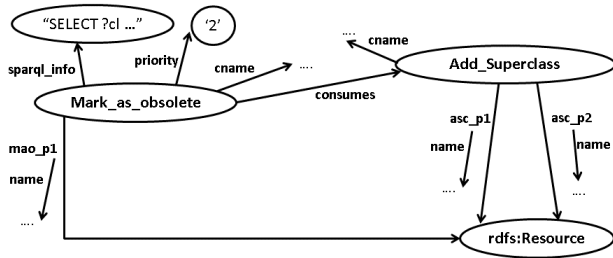 “SELECT ?cl ...”
‘2’
sparql_info
priority
cname
....
....
cname
Mark_as_obsolete
consumes
Add_Superclass
mao_p1
name
....
asc_p1
name
....
asc_p2
name
....
rdfs:Resource